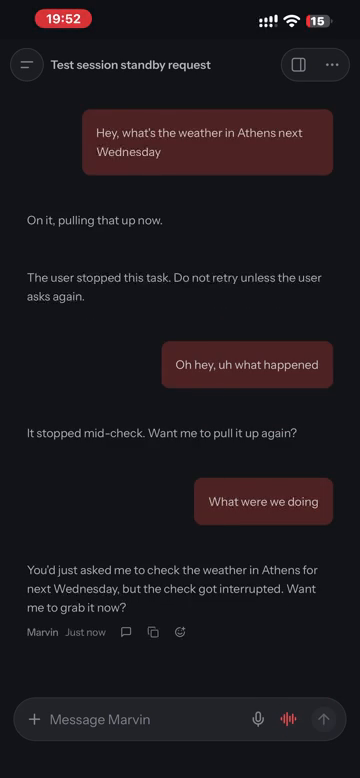 19:52
15
Test session standby request
Hey, what's the weather in Athens next
Wednesday
On it, pulling that up now.
The user stopped this task. Do not retry unless the user
asks again.
Oh hey, uh what happened
It stopped mid-check. Want me to pull it up again?
What were we doing
You'd just asked me to check the weather in Athens for
next Wednesday, but the check got interrupted. Want
me to grab it now?
Marvin Just now
Message Marvin